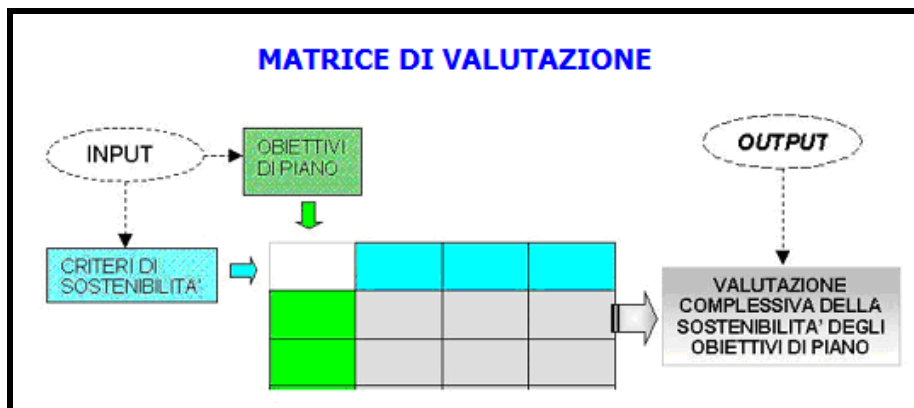 MATRICE DI VALUTAZIONE
INPUT
OBIETTIVI
DI PIANO
OUTPUT
CRITERI DI
SOSTENIBILITA'
VALUTAZIONE
COMPLESSIVA DELLA
SOSTENIBILITA' DEGLI
OBIETTIVI DI PIANO